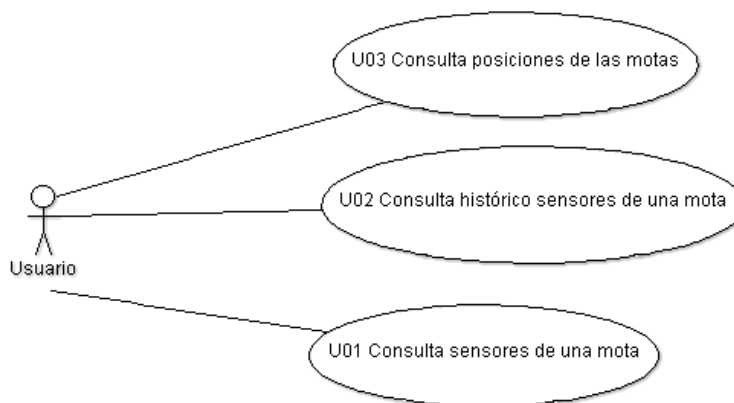 U03 Consulta posiciones de las motas
U02 Consulta histórico sensores de una mota
Usuario
U01 Consulta sensores de una mota